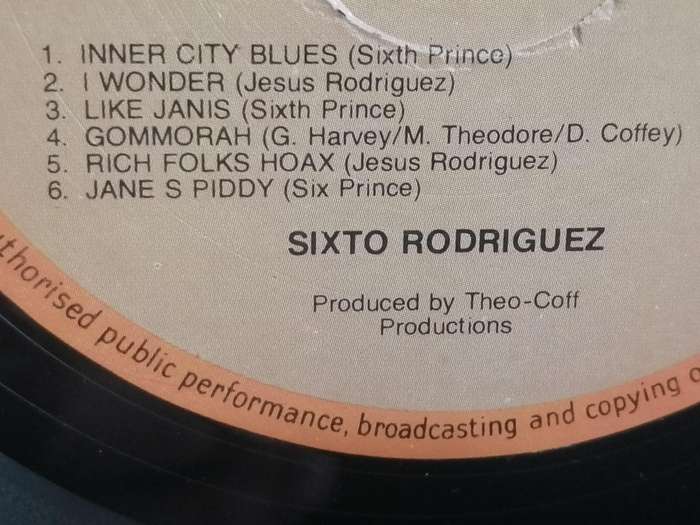 1. INNER CITY BLUES (Sixth Prince)
2. I WONDER (Jesus Rodriguez)
3. LIKE JANIS (Sixth Prince)
4. GOMMORAH (G. Harvey/M. Theodore/D. Coffey)
5. RICH FOLKS HOAX (Jesus Rodriguez)
6. JANE S PIDDY (Six Prince)
SIXTO RODRIGUEZ
Produced by Theo-Coff
Productions
public performance, broadcasting and copying